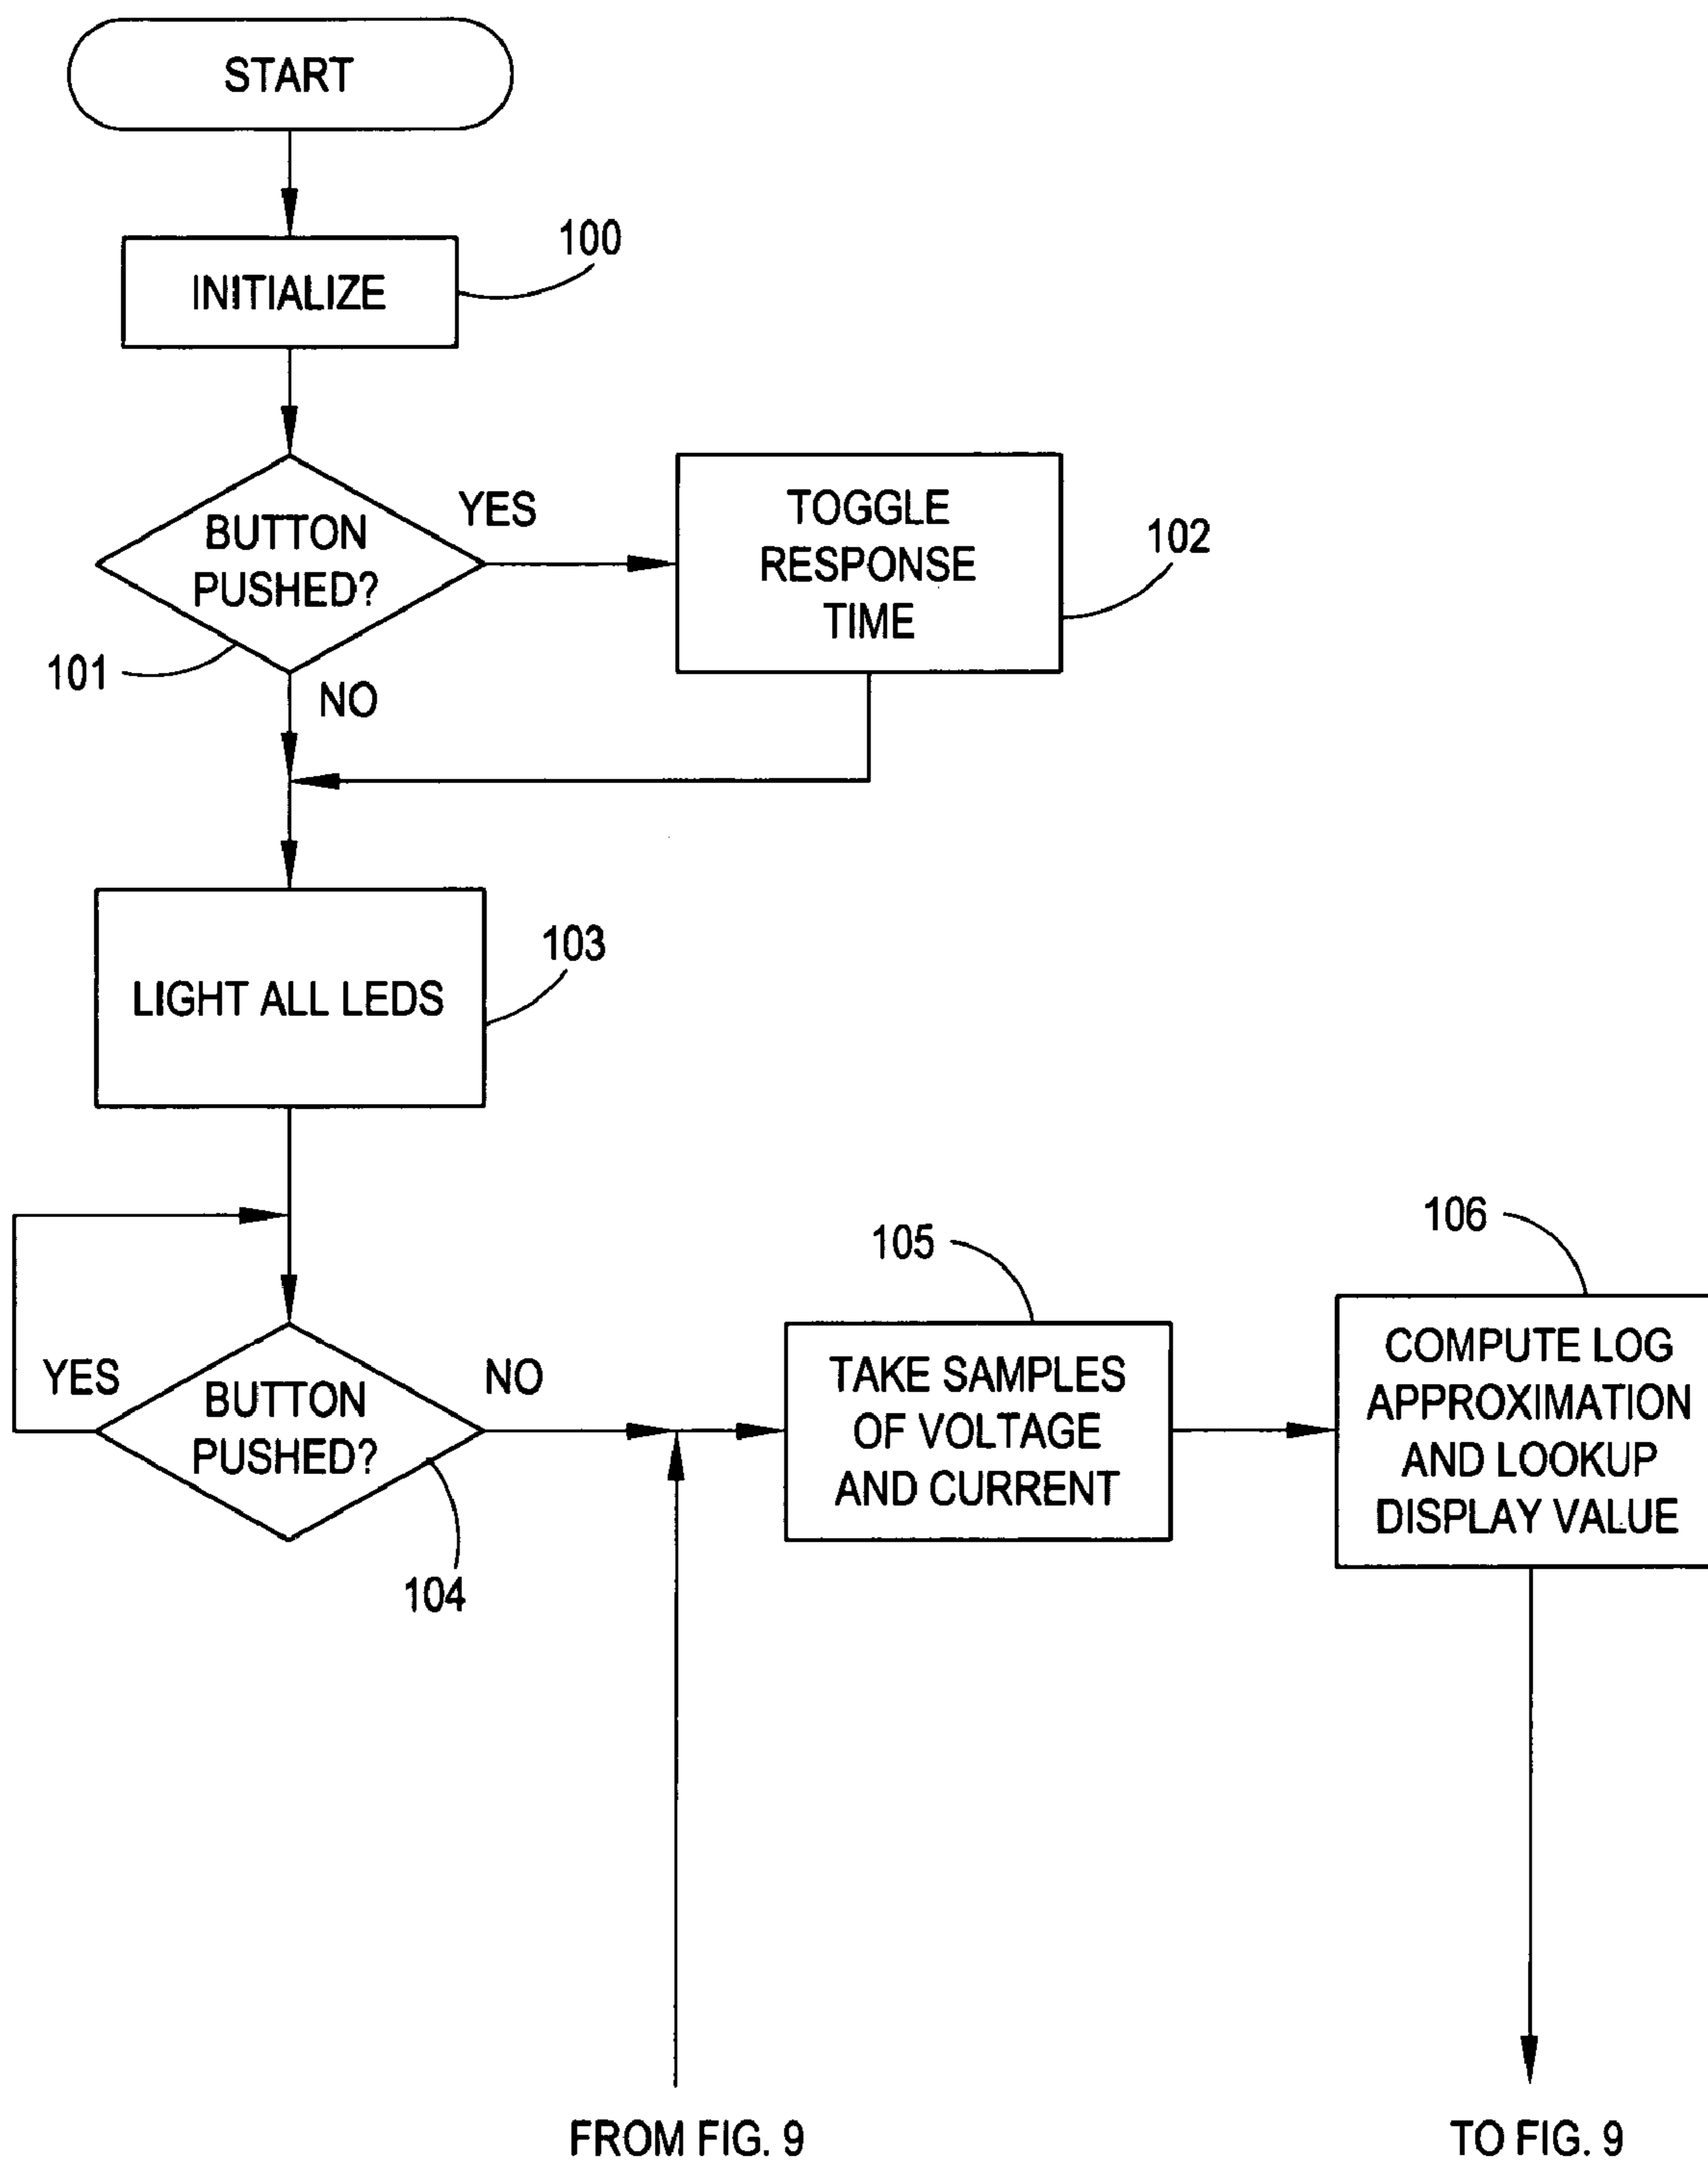 START
100
INITIALIZE
YES
BUTTON
PUSHED?
TOGGLE
RESPONSE
TIME
102
101
NO
103
LIGHT ALL LEDS
YES
BUTTON
PUSHED?
NO
104
105
TAKE SAMPLES
OF VOLTAGE
AND CURRENT
106
COMPUTE LOG
APPROXIMATION
AND LOOKUP
DISPLAY VALUE
FROM FIG. 9
TO FIG. 9